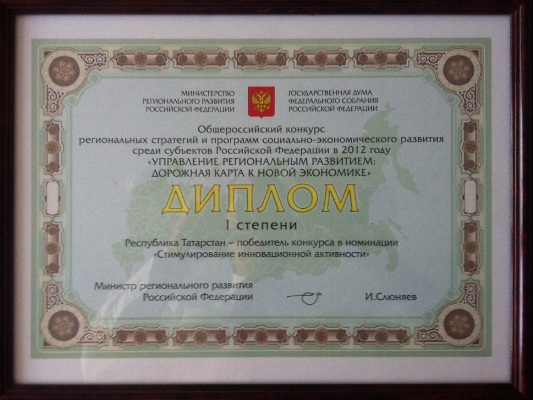 МИНИСТЕРСТВО
РЕГИОНАЛЬНОГО РАЗВИТИЯ
РОССИЙСКОЙ ФЕДЕРАЦИИ
ГОСУДАРСТВЕННАЯ ДУМА
ФЕДЕРАЛЬНОГО СОБРАНИЯ
РОССИЙСКОЙ ФЕДЕРАЦИИ
Общероссийский конкурс
региональных стратегий и программ социально-экономического развития
среди субъектов Российской Федерации в 2012 году
«УПРАВЛЕНИЕ РЕГИОНАЛЬНЫМ РАЗВИТИЕМ:
ДОРОЖНАЯ КАРТА К НОВОЙ ЭКОНОМИКЕ»
ДИПЛОМ
I степени
Республика Татарстан – победитель конкурса в номинации
«Стимулирование инновационной активности»
Министр регионального развития
Российской Федерации
И.Слюняев